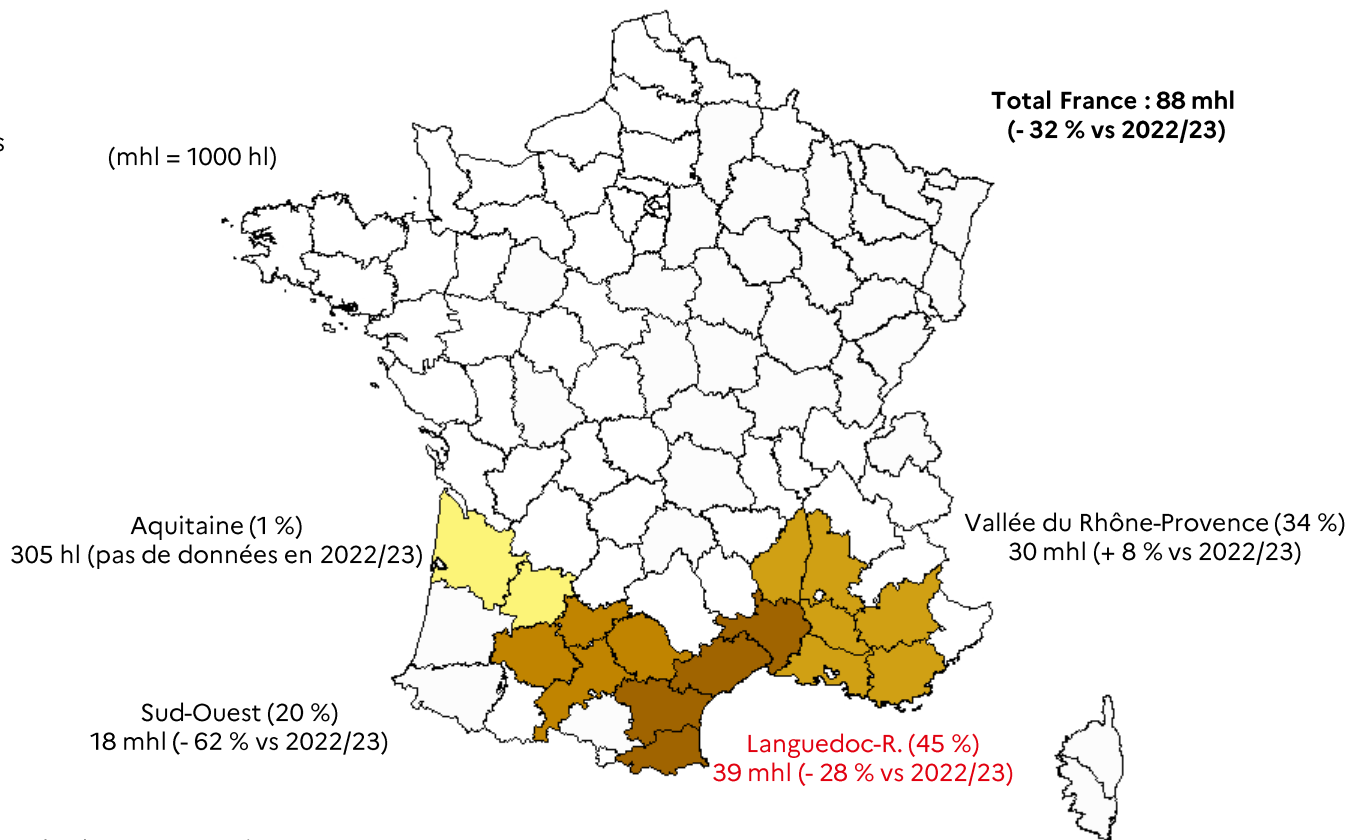 Total France : 88 mhl
(- 32 % vs 2022/23)
s
(mhl = 1000 hl)
Aquitaine (1 %)
305 hl (pas de données en 2022/23)
Vallée du Rhône-Provence (34 %)
30 mhl (+ 8 % vs 2022/23)
Sud-Ouest (20 %)
18 mhl (- 62 % vs 2022/23)
Languedoc-R. (45 %)
39 mhl (- 28 % vs 2022/23)